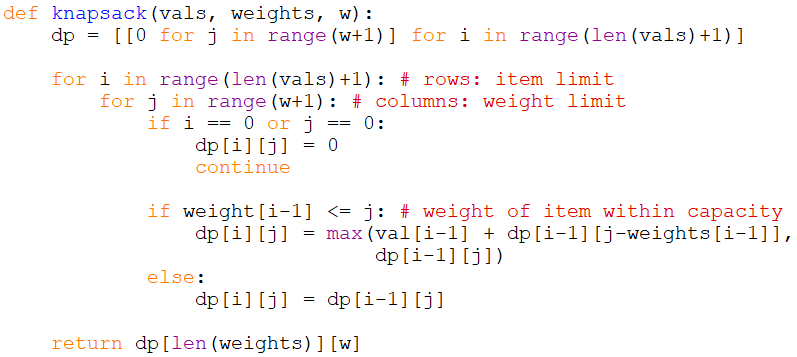 def knapsack(vals, weights, w):
    dp = [[0 for j in range(w+1)] for i in range(len(vals)+1)]

    for i in range(len(vals)+1): # rows: item limit
        for j in range(w+1): # columns: weight limit
            if i == 0 or j == 0:
                dp[i][j] = 0
                continue

            if weight[i-1] <= j: # weight of item within capacity
                dp[i][j] = max(val[i-1] + dp[i-1][j-weights[i-1]],
                               dp[i-1][j])
            else:
                dp[i][j] = dp[i-1][j]

    return dp[len(weights)][w]